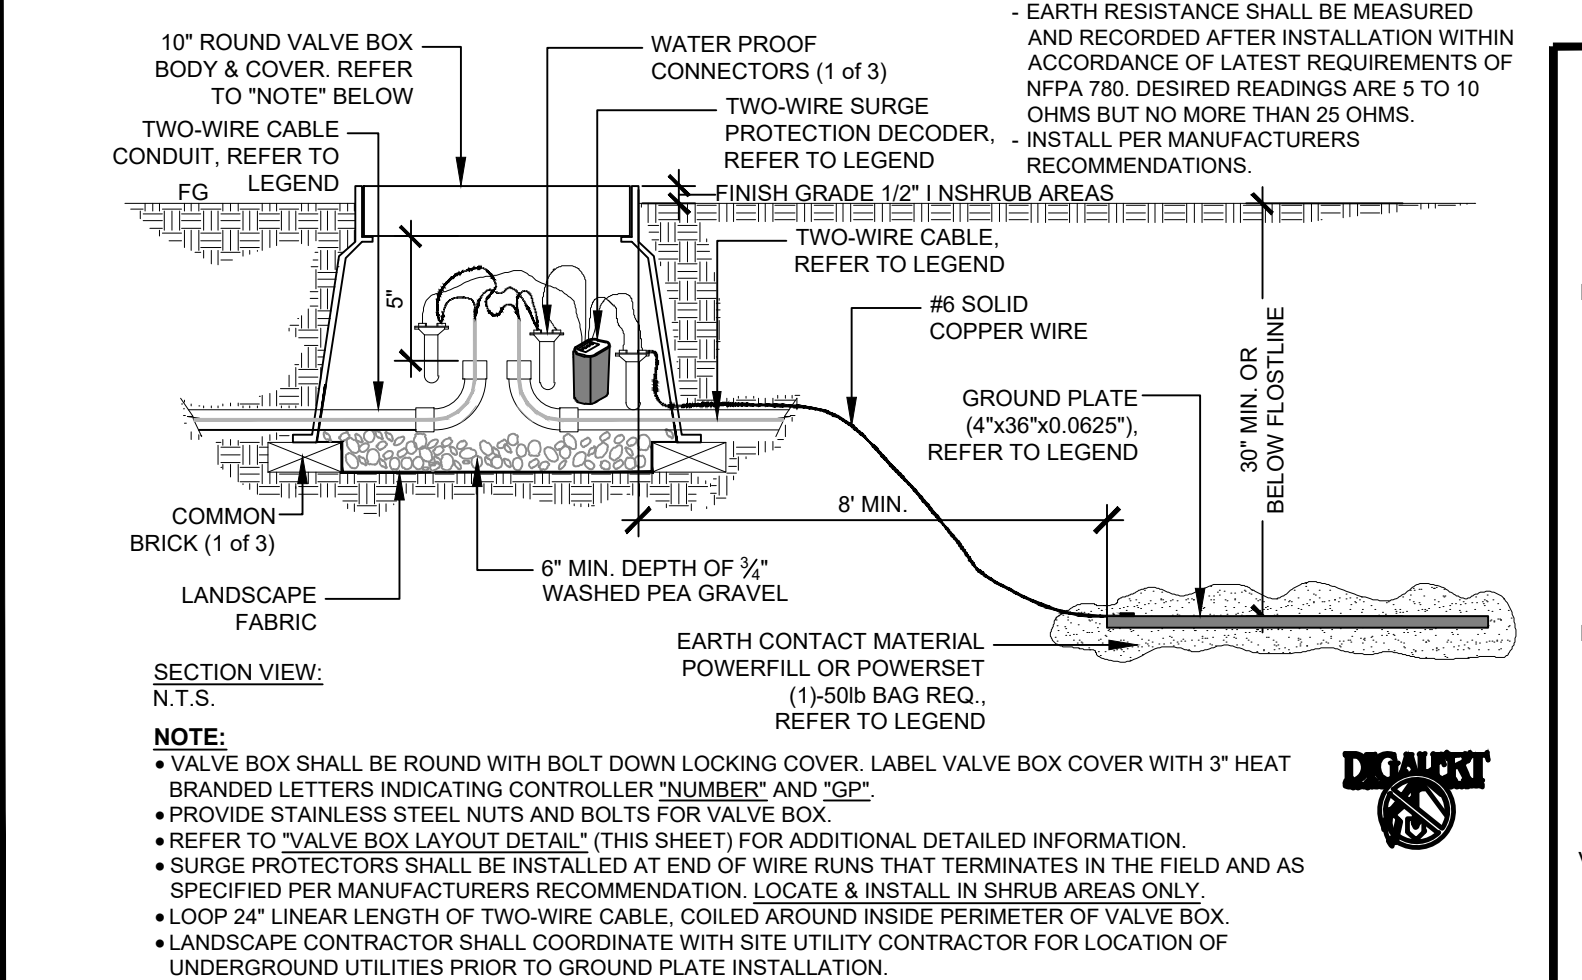 - EARTH RESISTANCE SHALL BE MEASURED
AND RECORDED AFTER INSTALLATION WITHIN
ACCORDANCE OF LATEST REQUIREMENTS OF
NFPA 780. DESIRED READINGS ARE 5 TO 10
OHMS BUT NO MORE THAN 25 OHMS.
- INSTALL PER MANUFACTURERS
RECOMMENDATIONS.
10" ROUND VALVE BOX
BODY & COVER. REFER
TO "NOTE" BELOW
WATER PROOF
CONNECTORS (1 of 3)
TWO-WIRE SURGE
PROTECTION DECODER,
REFER TO LEGEND
TWO-WIRE CABLE
CONDUIT, REFER TO
LEGEND
FG
FINISH GRADE 1/2" I NSHRUB AREAS
TWO-WIRE CABLE,
REFER TO LEGEND
5"
#6 SOLID
COPPER WIRE
30" MIN. OR
BELOW FLOSTLINE
GROUND PLATE
(4"x36"x0.0625"),
REFER TO LEGEND
8' MIN.
COMMON
BRICK (1 of 3)
6" MIN. DEPTH OF 3/4"
WASHED PEA GRAVEL
LANDSCAPE
FABRIC
EARTH CONTACT MATERIAL
POWERFILL OR POWERSET
(1)-50lb BAG REQ.,
REFER TO LEGEND
SECTION VIEW:
N.T.S.
NOTE:
• VALVE BOX SHALL BE ROUND WITH BOLT DOWN LOCKING COVER. LABEL VALVE BOX COVER WITH 3" HEAT
BRANDED LETTERS INDICATING CONTROLLER "NUMBER" AND "GP".
• PROVIDE STAINLESS STEEL NUTS AND BOLTS FOR VALVE BOX.
• REFER TO "VALVE BOX LAYOUT DETAIL" (THIS SHEET) FOR ADDITIONAL DETAILED INFORMATION.
• SURGE PROTECTORS SHALL BE INSTALLED AT END OF WIRE RUNS THAT TERMINATES IN THE FIELD AND AS
SPECIFIED PER MANUFACTURERS RECOMMENDATION. LOCATE & INSTALL IN SHRUB AREAS ONLY.
• LOOP 24" LINEAR LENGTH OF TWO-WIRE CABLE, COILED AROUND INSIDE PERIMETER OF VALVE BOX.
• LANDSCAPE CONTRACTOR SHALL COORDINATE WITH SITE UTILITY CONTRACTOR FOR LOCATION OF
UNDERGROUND UTILITIES PRIOR TO GROUND PLATE INSTALLATION.
DIGALERT